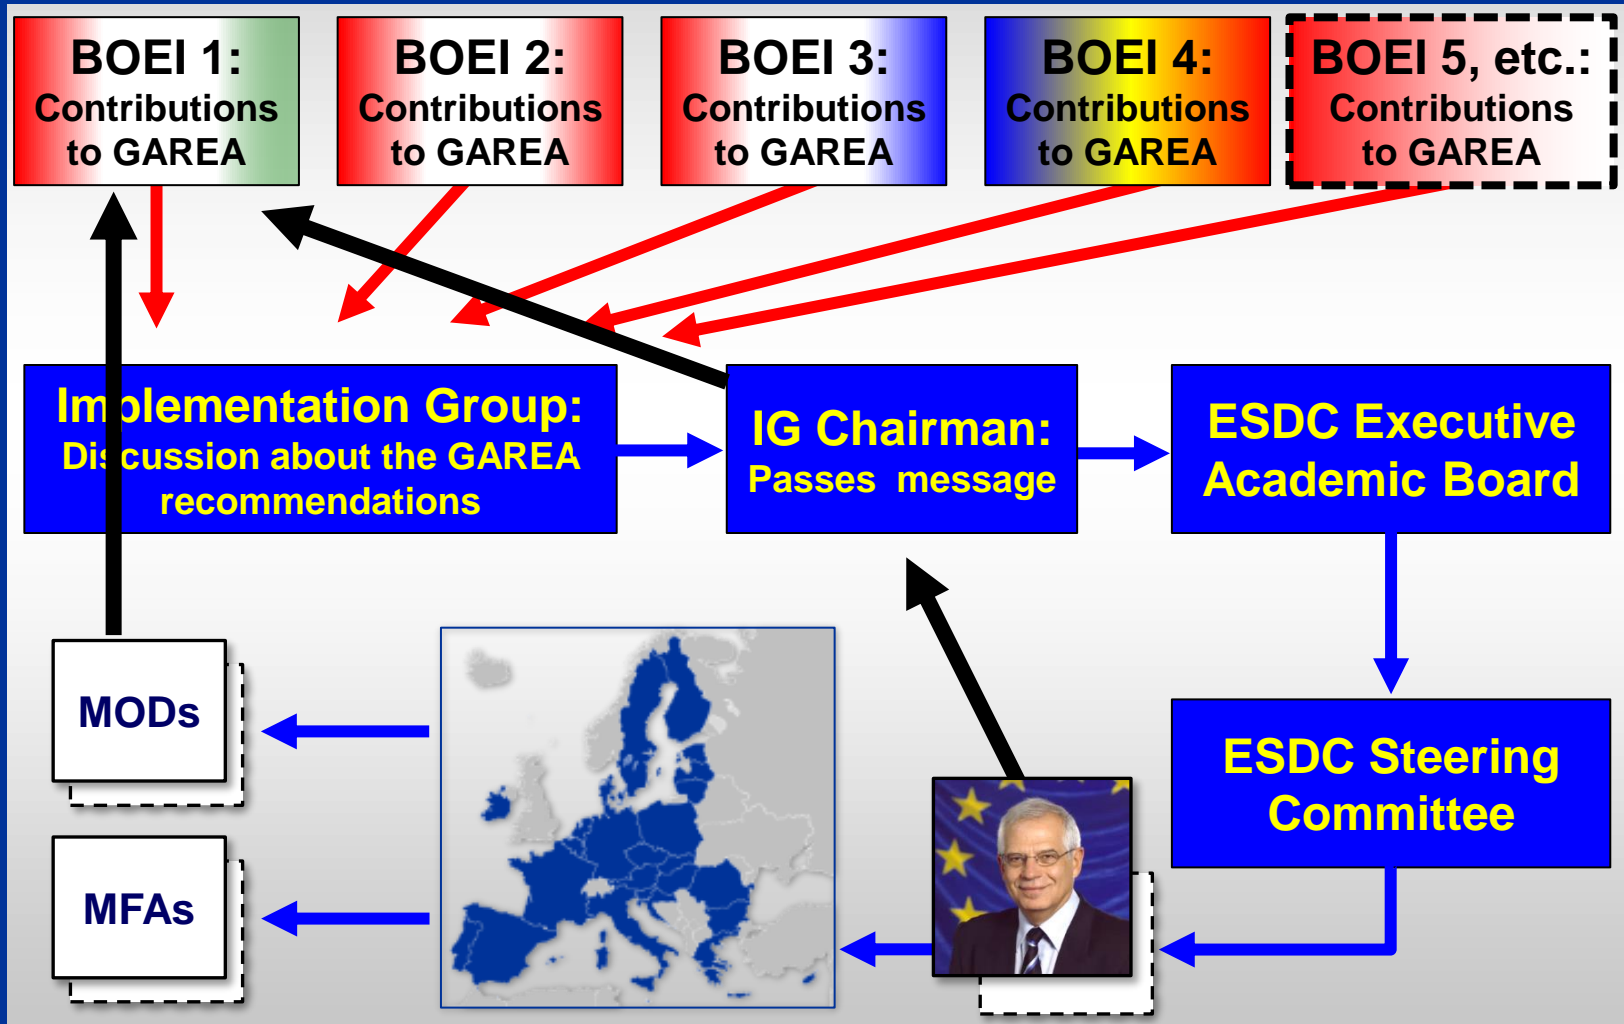 BOEI 1:
Contributions
to GAREA
BOEI 2:
Contributions
to GAREA
BOEI 3:
Contributions
to GAREA
BOEI 4:
Contributions
to GAREA
BOEI 5, etc.:
Contributions
to GAREA
Implementation Group:
Discussion about the GAREA
recommendations
IG Chairman:
Passes message
ESDC Executive
Academic Board
MODs
MFAs
ESDC Steering
Committee